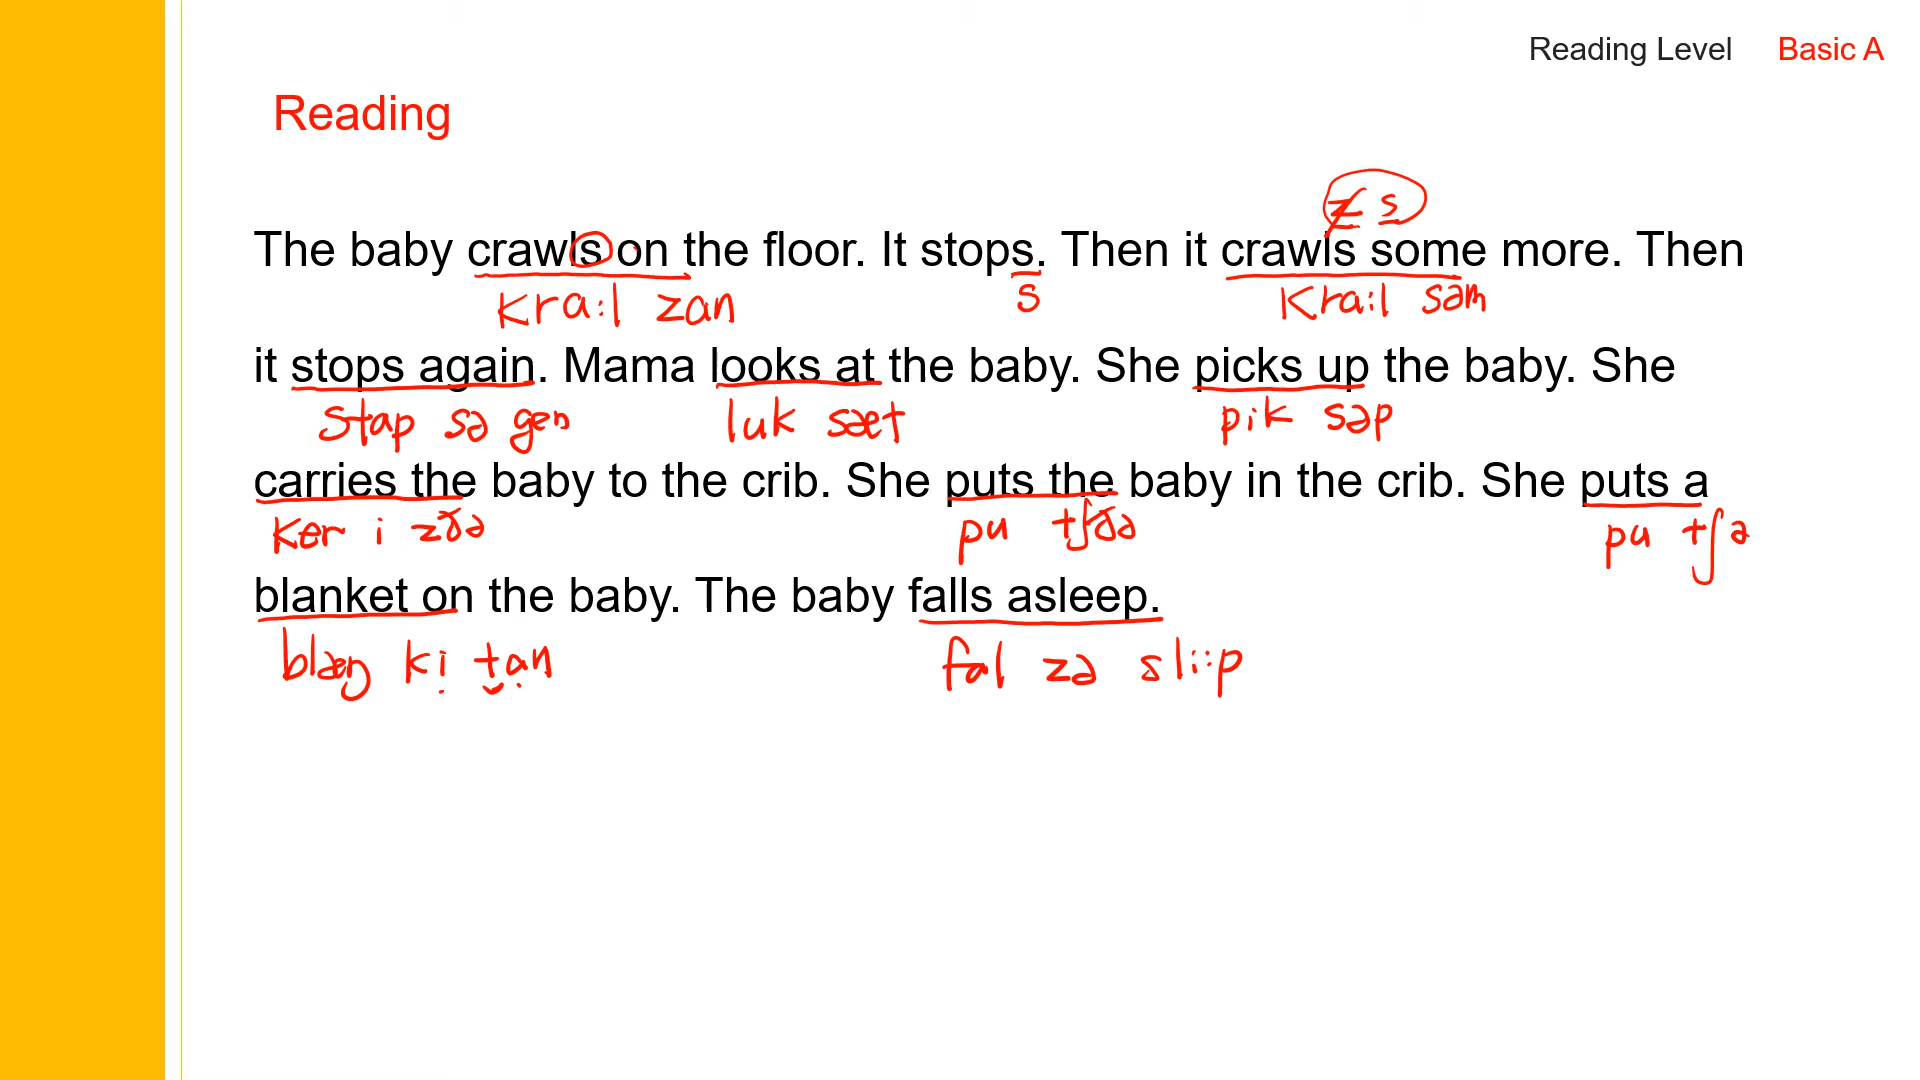 Reading Level Basic A
Reading
z s
The baby crawls on the floor. It stops. Then it crawls some more. Then
kra:l zan s kra:l səm
it stops again. Mama looks at the baby. She picks up the baby. She
stap sə gen luk sæt pik səp
carries the baby to the crib. She puts the baby in the crib. She puts a
ker i zðə pu tʃðə pu tʃə
blanket on the baby. The baby falls asleep.
blæŋ ki tan fal zə sli:p